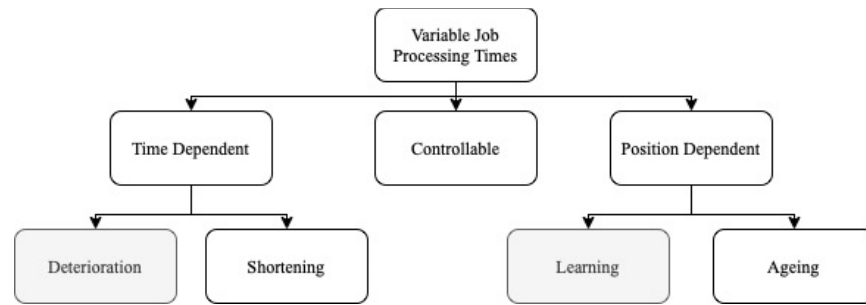 Variable Job
Processing Times
Time Dependent
Controllable
Position Dependent
Deterioration
Shortening
Learning
Ageing